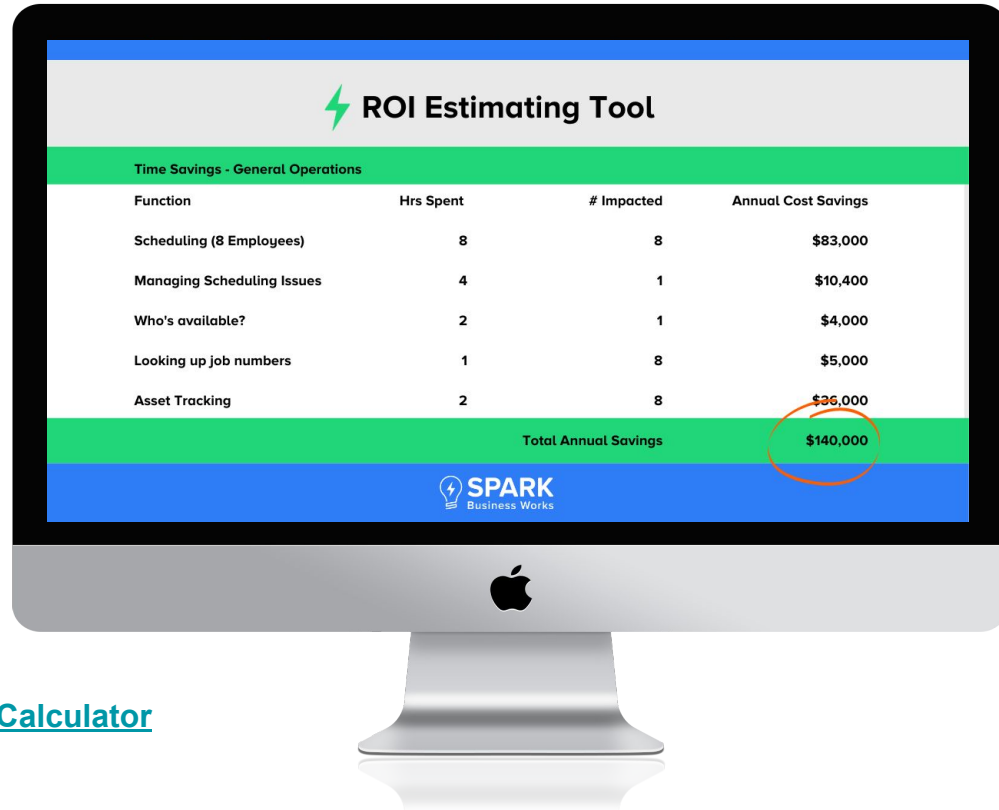 ROI Estimating Tool
Time Savings - General Operations
Function Hrs Spent # Impacted Annual Cost Savings
Scheduling (8 Employees) 8 8 $83,000
Managing Scheduling Issues 4 1 $10,400
Who's available? 2 1 $4,000
Looking up job numbers 1 8 $5,000
Asset Tracking 2 8 $36,000
Total Annual Savings $140,000
SPARK
Business Works
Calculator